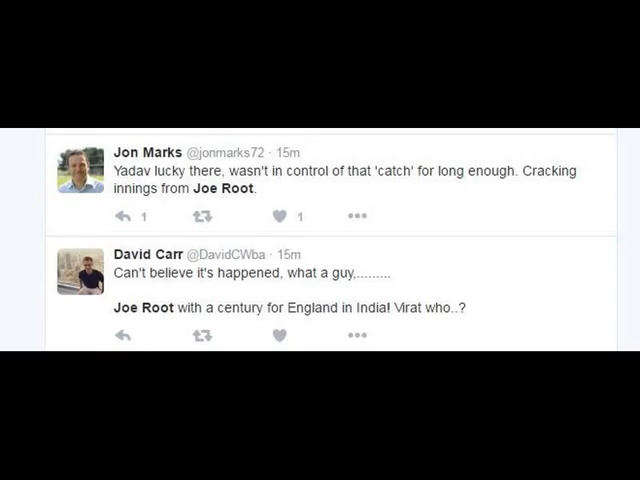 Jon Marks @jonmarks72 · 15m
Yadav lucky there, wasn't in control of that 'catch' for long enough. Cracking
innings from Joe Root.
1 1
David Carr @DavidCWba · 15m
Can't believe it's happened, what a guy,.........
Joe Root with a century for England in India! Virat who..?